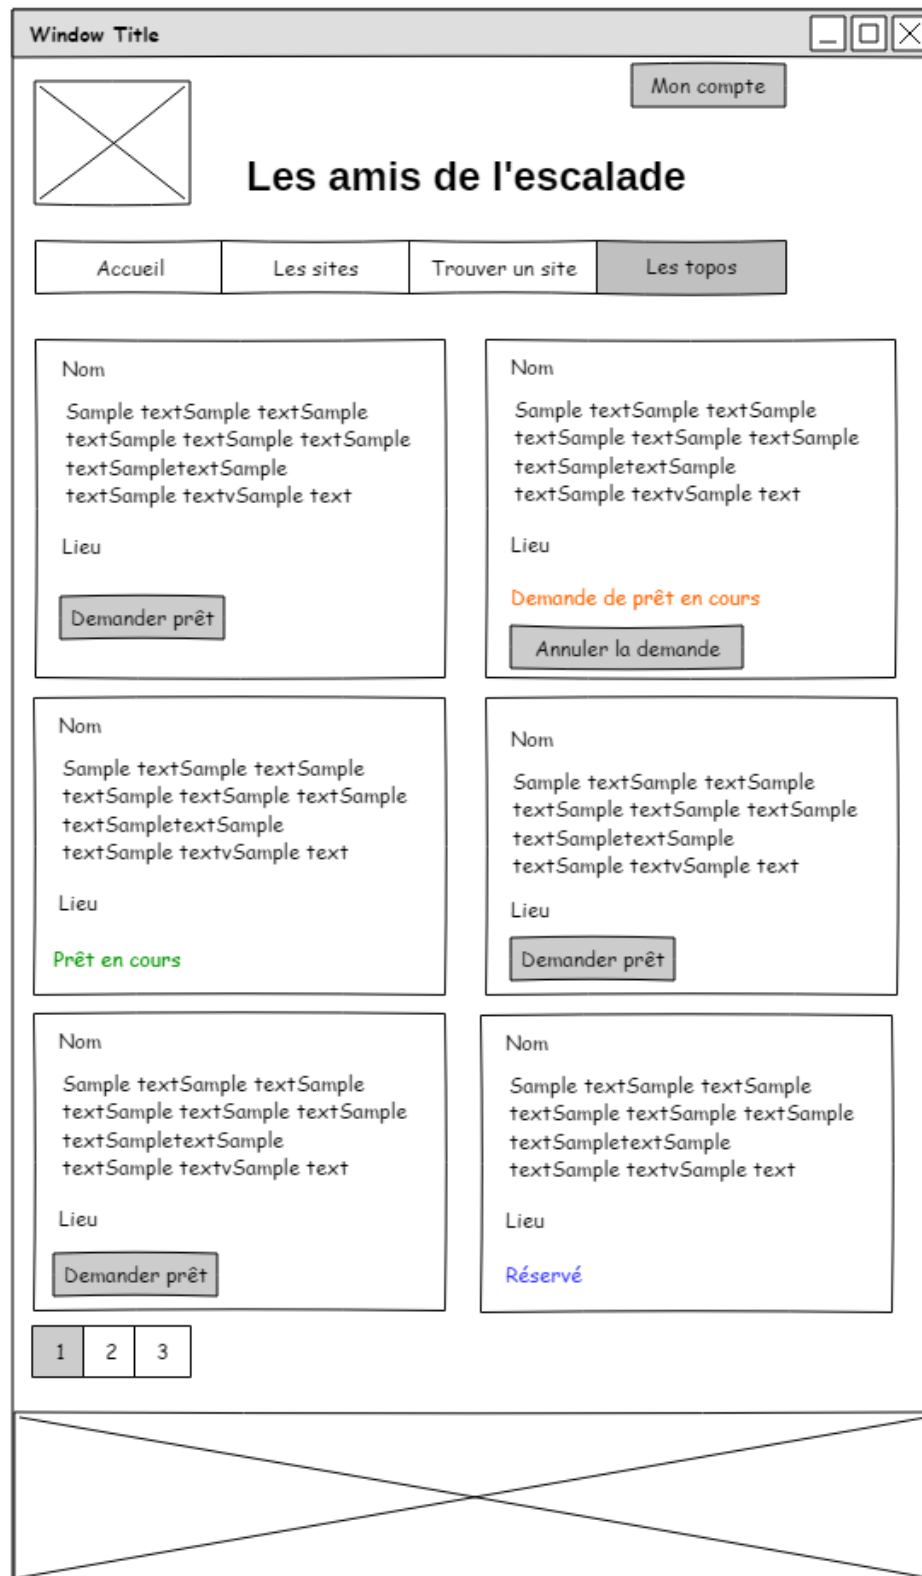 Window Title
Mon compte
Les amis de l'escalade
Accueil
Les sites
Trouver un site
Les topos
Nom
Sample textSample textSample
textSample textSample textSample
textSampletextSample
textSample textvSample text
Lieu
Demander prêt
Nom
Sample textSample textSample
textSample textSample textSample
textSampletextSample
textSample textvSample text
Lieu
Demande de prêt en cours
Annuler la demande
Nom
Sample textSample textSample
textSample textSample textSample
textSampletextSample
textSample textvSample text
Lieu
Prêt en cours
Nom
Sample textSample textSample
textSample textSample textSample
textSampletextSample
textSample textvSample text
Lieu
Demander prêt
Nom
Sample textSample textSample
textSample textSample textSample
textSampletextSample
textSample textvSample text
Lieu
Demander prêt
Nom
Sample textSample textSample
textSample textSample textSample
textSampletextSample
textSample textvSample text
Lieu
Réservé
1
2
3